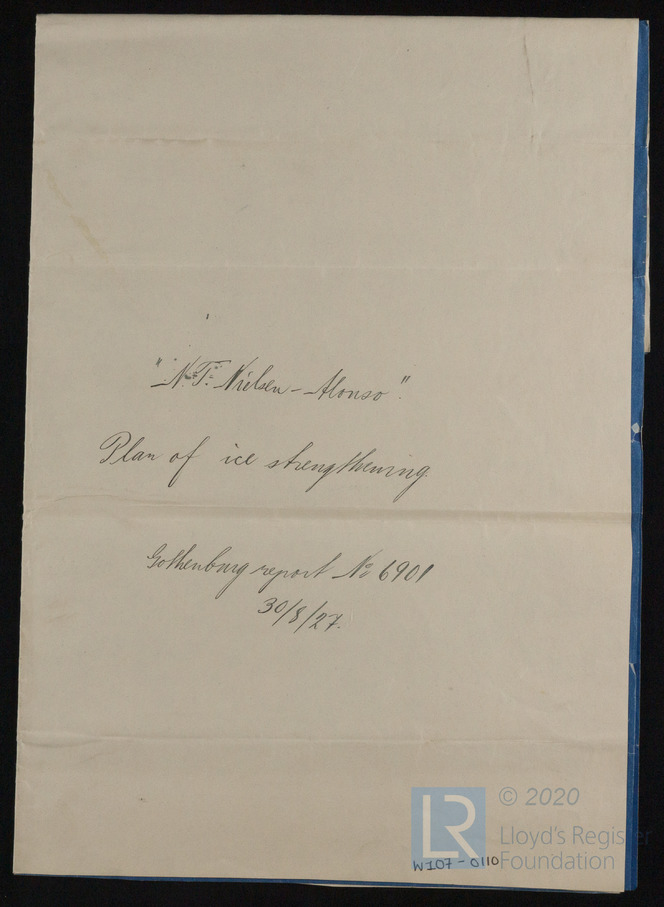 "N.T. Nielsen-Alonso".
Plan of ice strengthening.
Gothenburg report No 6901
30/8/27.
LR
© 2020
Lloyd's Register
Foundation
W107-0110